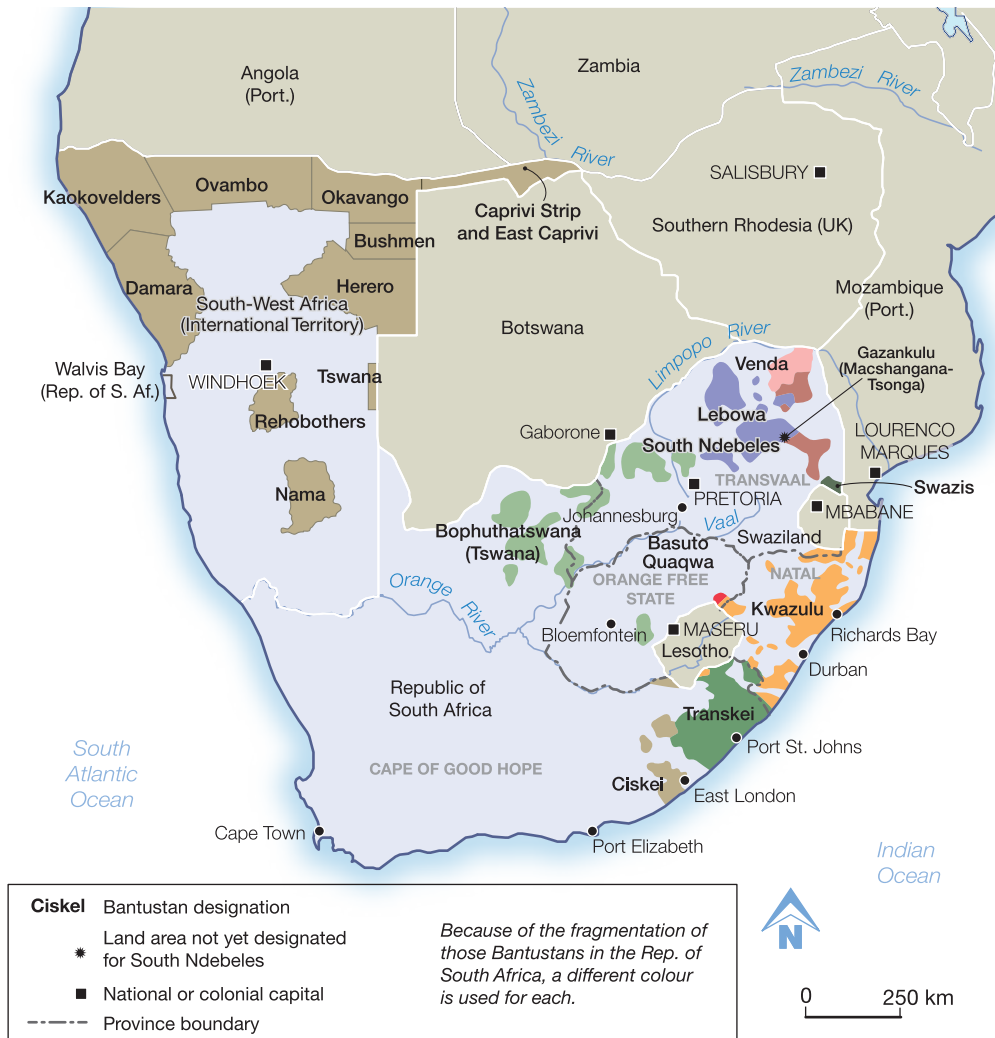 Angola
(Port.)
Zambia
Zambezi River
Zambezi River
SALISBURY
Southern Rhodesia (UK)
Kaokovelders
Ovambo
Okavango
Caprivi Strip
and East Caprivi
Bushmen
Damara
Herero
South-West Africa
(International Territory)
Botswana
Mozambique
(Port.)
Limpopo River
Walvis Bay
(Rep. of S. Af.)
WINDHOEK
Tswana
Rehobothers
Nama
Venda
Gazankulu
(Macshangana-
Tsonga)
Lebowa
Gaborone
South Ndebeles
LOURENCO
MARQUES
TRANSVAAL
PRETORIA
Swazis
MBABANE
Johannesburg
Vaal
Swaziland
Bophuthatswana
(Tswana)
Basuto
Quaqwa
ORANGE FREE
STATE
NATAL
Orange River
Kwazulu
Bloemfontein
MASERU
Lesotho
Richards Bay
Durban
Republic of
South Africa
Transkei
Port St. Johns
CAPE OF GOOD HOPE
Ciskei
East London
South
Atlantic
Ocean
Cape Town
Port Elizabeth
Indian
Ocean
Ciskel Bantustan designation
Land area not yet designated
for South Ndebeles
National or colonial capital
Province boundary
Because of the fragmentation of
those Bantustans in the Rep. of
South Africa, a different colour
is used for each.
N
0 250 km